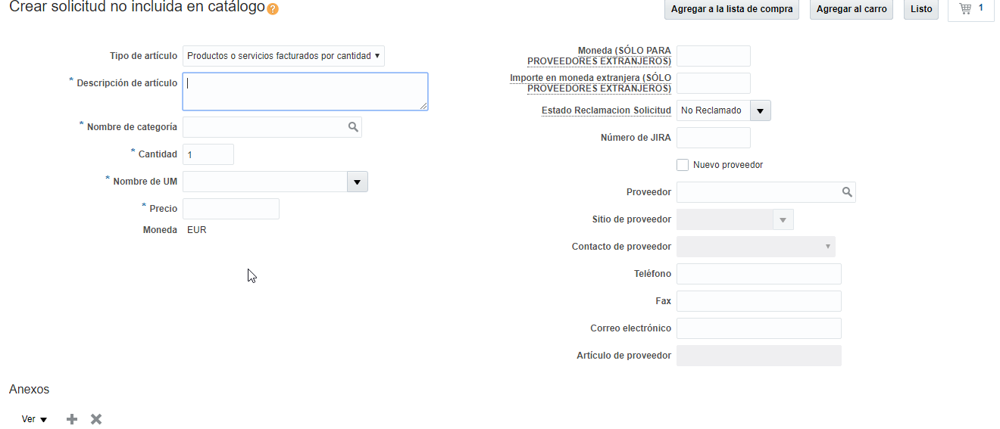 Crear solicitud no incluida en catálogo ?
Agregar a la lista de compra
Agregar al carro
Listo
1
Tipo de artículo Productos o servicios facturados por cantidad
* Descripción de artículo
* Nombre de categoría
* Cantidad 1
* Nombre de UM
* Precio
Moneda EUR
Moneda (SÓLO PARA
PROVEEDORES EXTRANJEROS)
Importe en moneda extranjera (SÓLO
PROVEEDORES EXTRANJEROS)
Estado Reclamacion Solicitud No Reclamado
Número de JIRA
Nuevo proveedor
Proveedor
Sitio de proveedor
Contacto de proveedor
Teléfono
Fax
Correo electrónico
Artículo de proveedor
Anexos
Ver